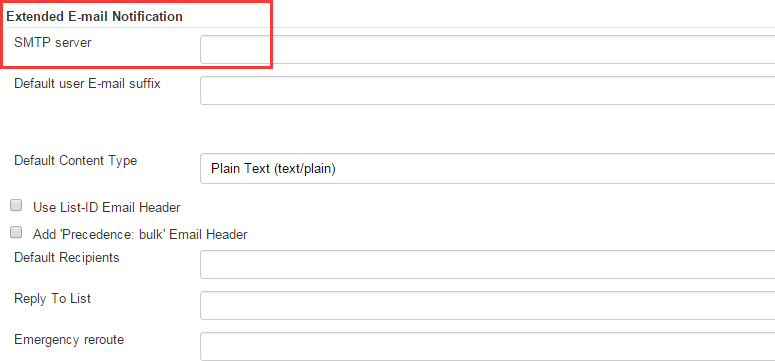 Extended E-mail Notification
SMTP server
Default user E-mail suffix
Default Content Type
Plain Text (text/plain)
Use List-ID Email Header
Add 'Precedence: bulk' Email Header
Default Recipients
Reply To List
Emergency reroute